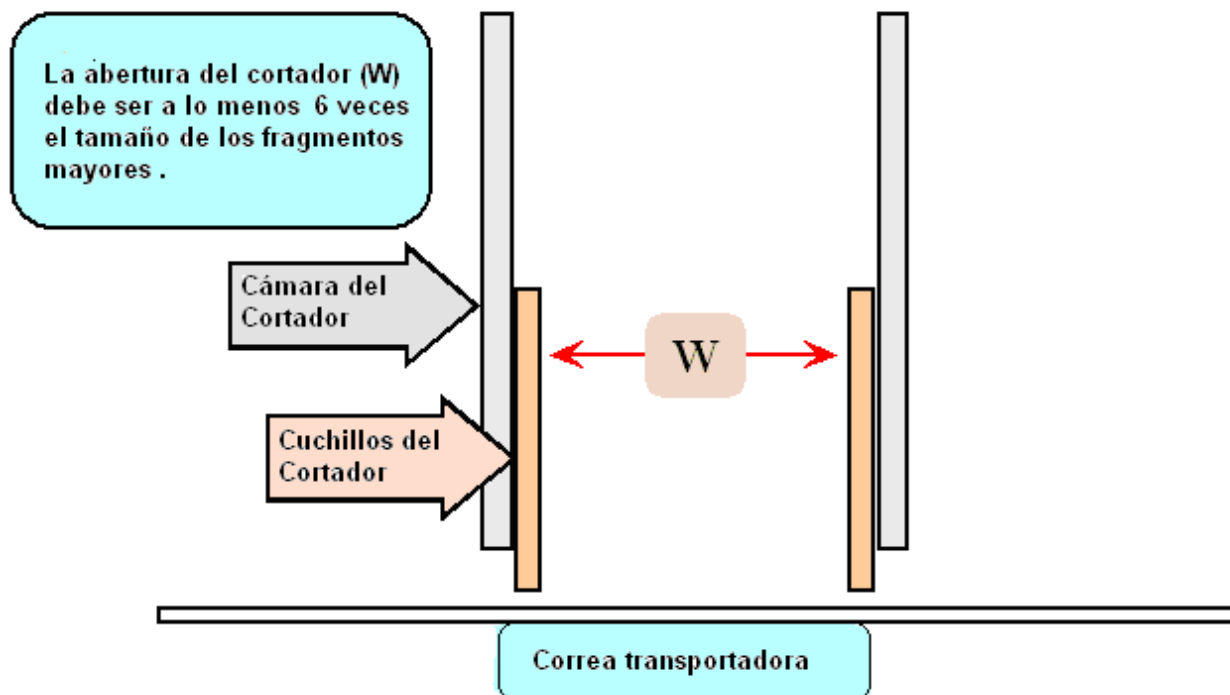 La abertura del cortador (W)
debe ser a lo menos 6 veces
el tamaño de los fragmentos
mayores .
Cámara del
Cortador
W
Cuchillos del
Cortador
Correa transportadora